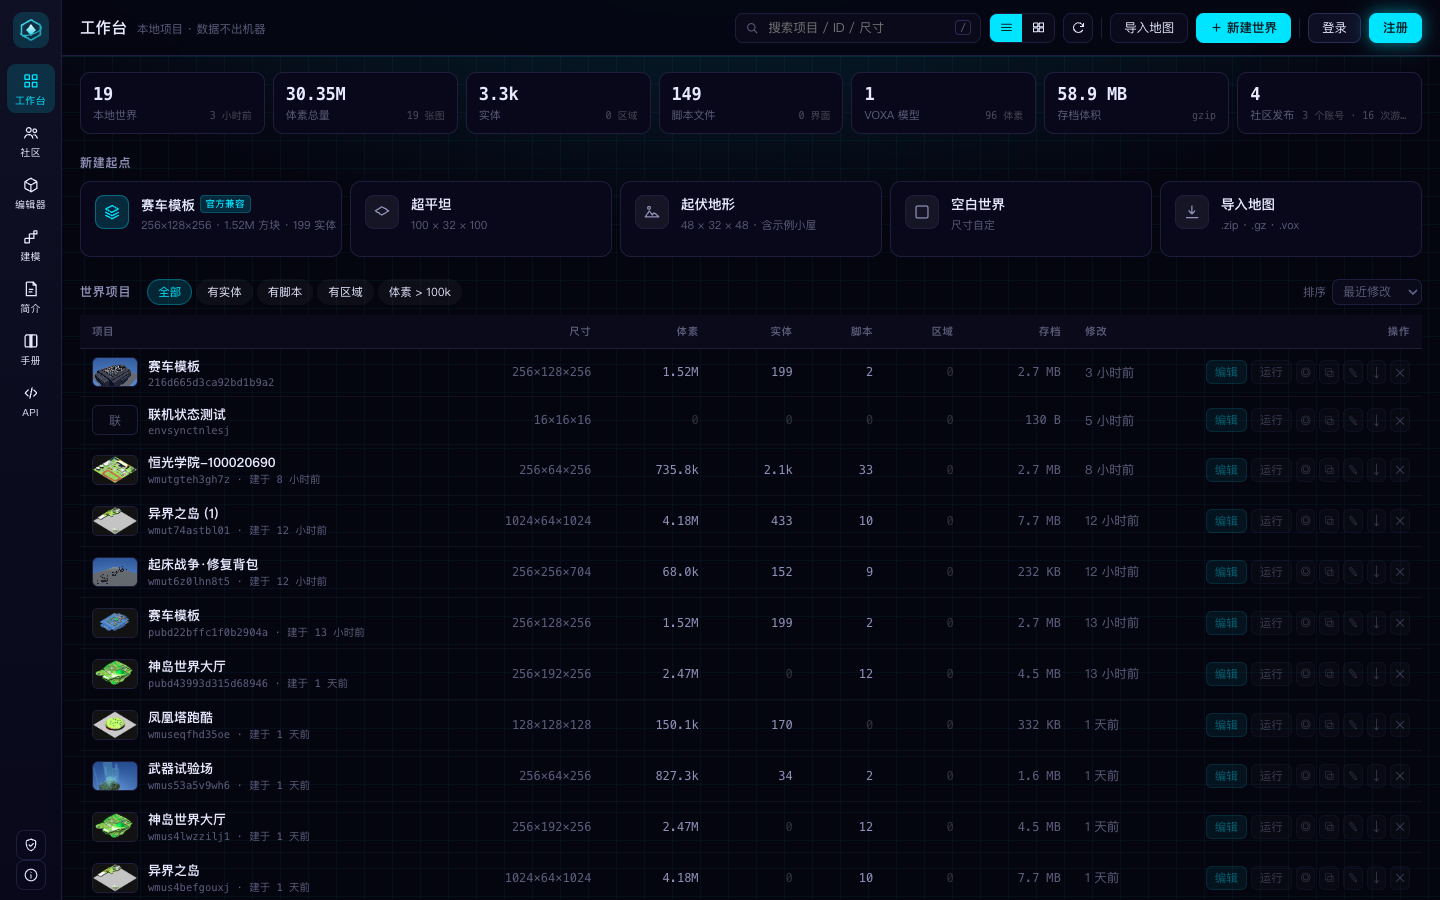 工作台
社区
编辑器
建模
简介
手册
API
工作台 本地项目 · 数据不出机器
搜索项目 / ID / 尺寸 /
导入地图
+ 新建世界
登录
注册
19
本地世界 3 小时前
30.35M
体素总量 19 张图
3.3k
实体 0 区域
149
脚本文件 0 界面
1
VOXA 模型 96 体素
58.9 MB
存档体积 gzip
4
社区发布 3 个账号 · 16 次游…
新建起点
赛车模板 官方兼容
256×128×256 · 1.52M 方块 · 199 实体
超平坦
100 × 32 × 100
起伏地形
48 × 32 × 48 · 含示例小屋
空白世界
尺寸自定
导入地图
.zip · .gz · .vox
世界项目 全部 有实体 有脚本 有区域 体素 > 100k 排序 最近修改
项目 尺寸 体素 实体 脚本 区域 存档 修改 操作
赛车模板 256×128×256 1.52M 199 2 0 2.7 MB 3 小时前 编辑 运行
216d665d3ca92bd1b9a2
联 联机状态测试 16×16×16 0 0 0 0 130 B 5 小时前 编辑 运行
envsynctnlesj
恒光学院-100020690 256×64×256 735.8k 2.1k 33 0 2.7 MB 8 小时前 编辑 运行
wmutgteh3gh7z · 建于 8 小时前
异界之岛 (1) 1024×64×1024 4.18M 433 10 0 7.7 MB 12 小时前 编辑 运行
wmut74astbl01 · 建于 12 小时前
起床战争·修复背包 256×256×704 68.0k 152 9 0 232 KB 12 小时前 编辑 运行
wmut6z0lhn8t5 · 建于 12 小时前
赛车模板 256×128×256 1.52M 199 2 0 2.7 MB 13 小时前 编辑 运行
pubd22bffc1f0b2904a · 建于 13 小时前
神岛世界大厅 256×192×256 2.47M 0 12 0 4.5 MB 13 小时前 编辑 运行
pubd43993d315d68946 · 建于 1 天前
凤凰塔跑酷 128×128×128 150.1k 170 0 0 332 KB 1 天前 编辑 运行
wmuseqfhd35oe · 建于 1 天前
武器试验场 256×64×256 827.3k 34 2 0 1.6 MB 1 天前 编辑 运行
wmus53a5v9wh6 · 建于 1 天前
神岛世界大厅 256×192×256 2.47M 0 12 0 4.5 MB 1 天前 编辑 运行
wmus4lwzzilj1 · 建于 1 天前
异界之岛 1024×64×1024 4.18M 0 10 0 7.7 MB 1 天前 编辑 运行
wmus4befgouxj · 建于 1 天前